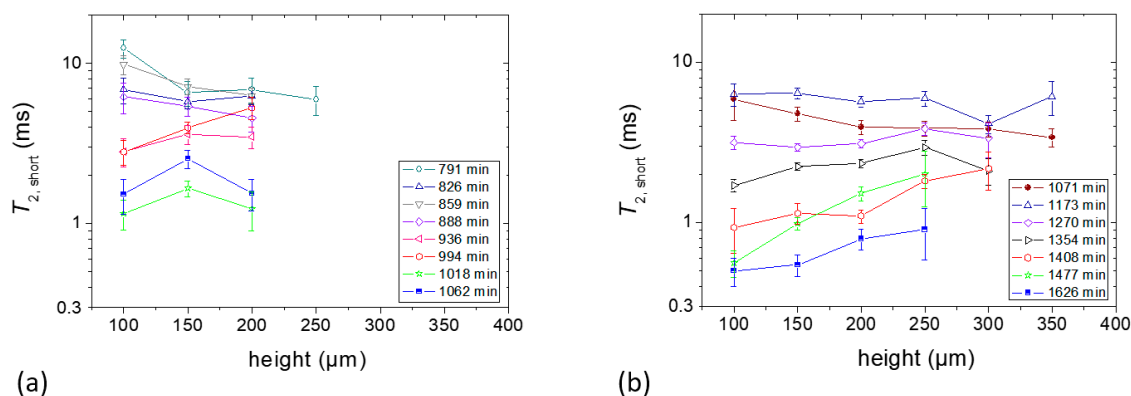 10
1
0.3
T2, short (ms)
100 150 200 250 300 350 400
height (µm)
791 min
826 min
859 min
888 min
936 min
994 min
1018 min
1062 min
(a)
10
1
0.3
T2, short (ms)
100 150 200 250 300 350 400
height (µm)
1071 min
1173 min
1270 min
1354 min
1408 min
1477 min
1626 min
(b)